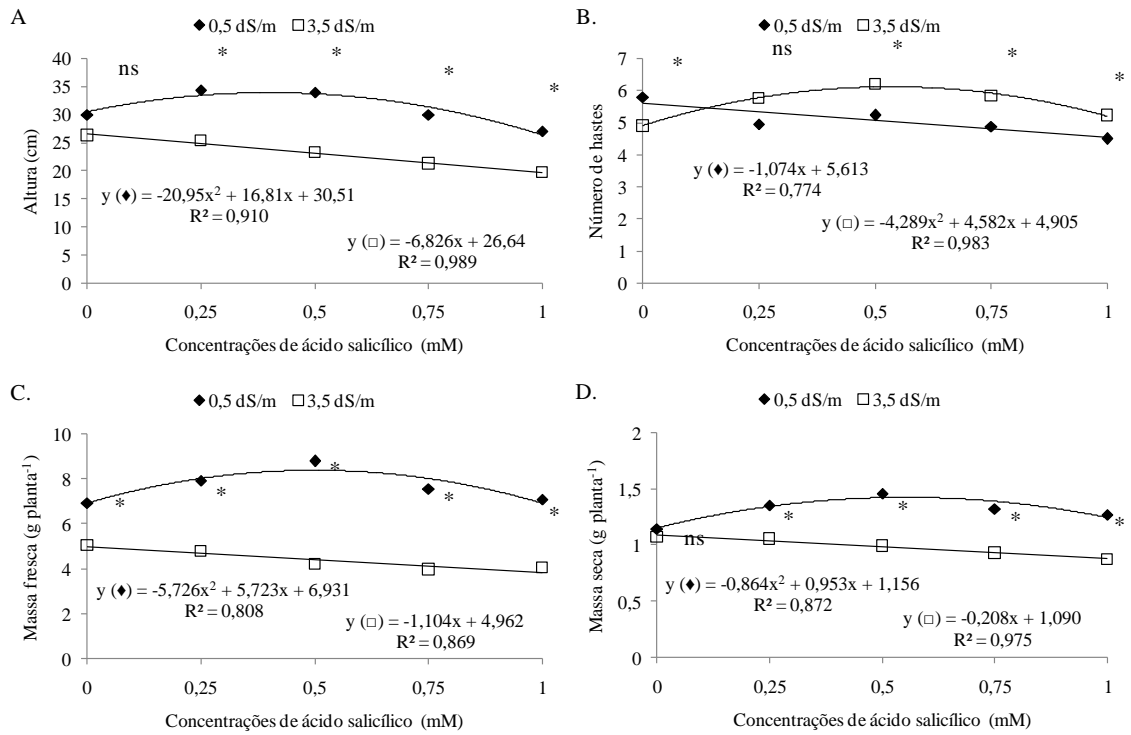 A
◆ 0,5 dS/m □ 3,5 dS/m
* * * *
ns
40
35
30
25
20
15
10
5
0
Altura (cm)
y (♦) = -20,95x² + 16,81x + 30,51
R² = 0,910
y (□) = -6,826x + 26,64
R² = 0,989
0 0,25 0,5 0,75 1
Concentrações de ácido salicílico (mM)
B.
◆ 0,5 dS/m □ 3,5 dS/m
* ns * * *
7
6
5
4
3
2
1
0
Número de hastes
y (♦) = -1,074x + 5,613
R² = 0,774
y (□) = -4,289x² + 4,582x + 4,905
R² = 0,983
0 0,25 0,5 0,75 1
Concentrações de ácido salicílico (mM)
C.
◆ 0,5 dS/m □ 3,5 dS/m
10
8
6
4
2
0
Massa fresca (g planta⁻¹)
* * * * *
y (♦) = -5,726x² + 5,723x + 6,931
R² = 0,808
y (□) = -1,104x + 4,962
R² = 0,869
0 0,25 0,5 0,75 1
Concentrações de ácido salicílico (mM)
D.
◆ 0,5 dS/m □ 3,5 dS/m
2
1,5
1
0,5
0
Massa seca (g planta⁻¹)
ns * * * *
y (♦) = -0,864x² + 0,953x + 1,156
R² = 0,872
y (□) = -0,208x + 1,090
R² = 0,975
0 0,25 0,5 0,75 1
Concentrações de ácido salicílico (mM)